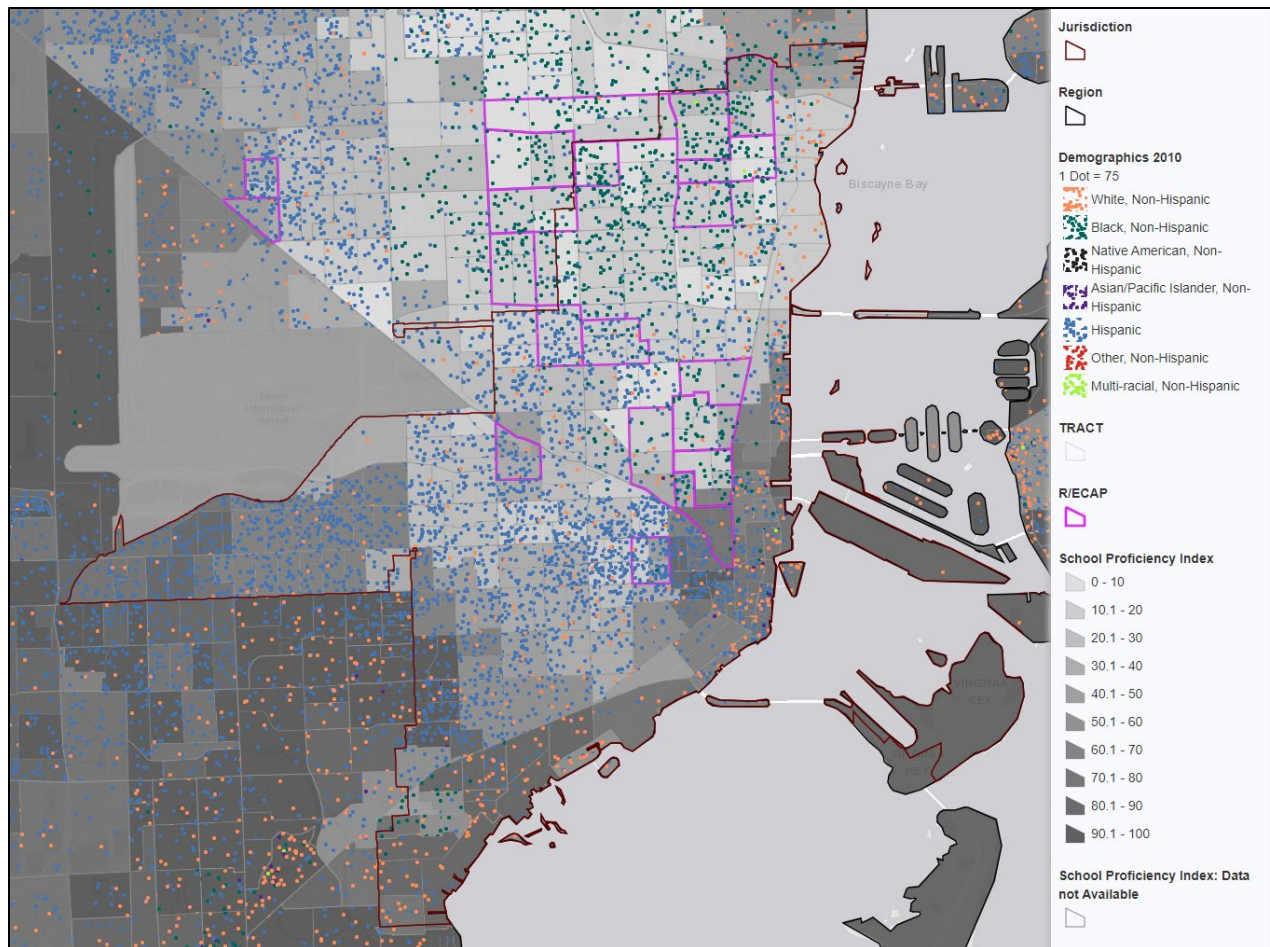 Jurisdiction
Region
Demographics 2010
1 Dot = 75
White, Non-Hispanic
Black, Non-Hispanic
Native American, Non-
Hispanic
Asian/Pacific Islander, Non-
Hispanic
Hispanic
Other, Non-Hispanic
Multi-racial, Non-Hispanic
TRACT
R/ECAP
School Proficiency Index
0 - 10
10.1 - 20
20.1 - 30
30.1 - 40
40.1 - 50
50.1 - 60
60.1 - 70
70.1 - 80
80.1 - 90
90.1 - 100
School Proficiency Index: Data
not Available
Biscayne Bay
Miami
International
Airport
VIRGINIA
KEY
KEY